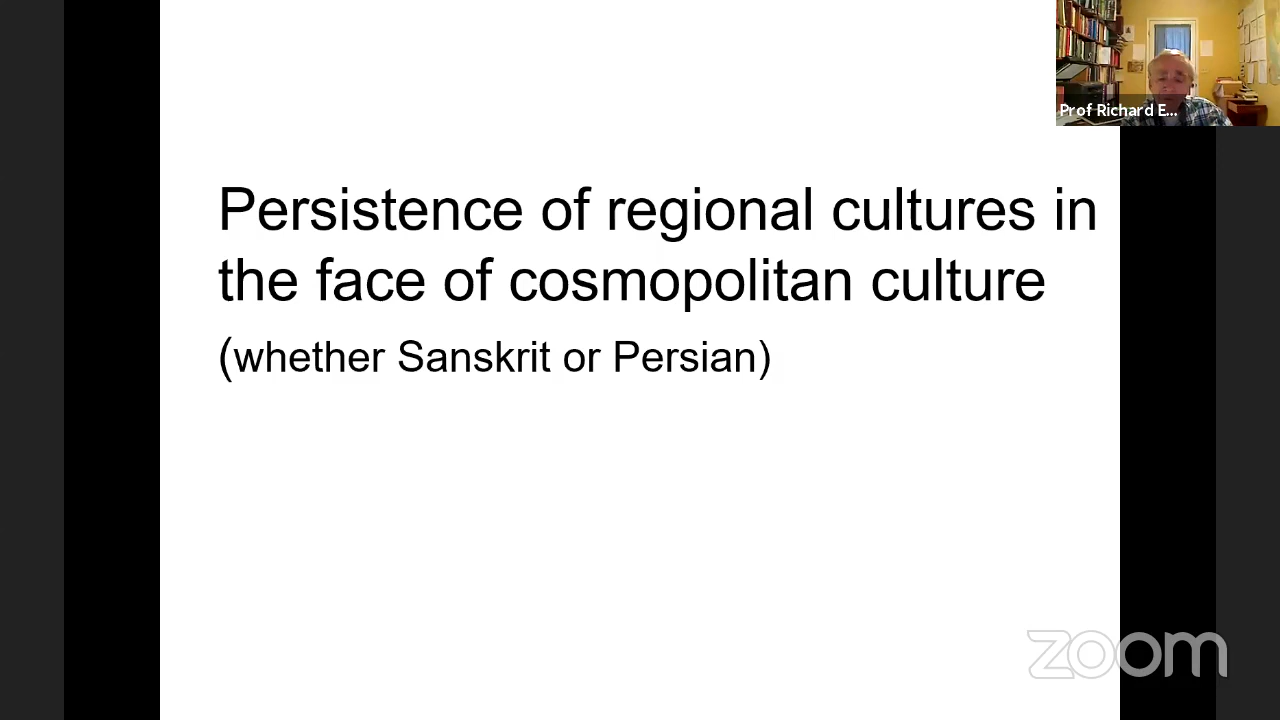 Prof Richard E...
Persistence of regional cultures in
the face of cosmopolitan culture
(whether Sanskrit or Persian)
zoom